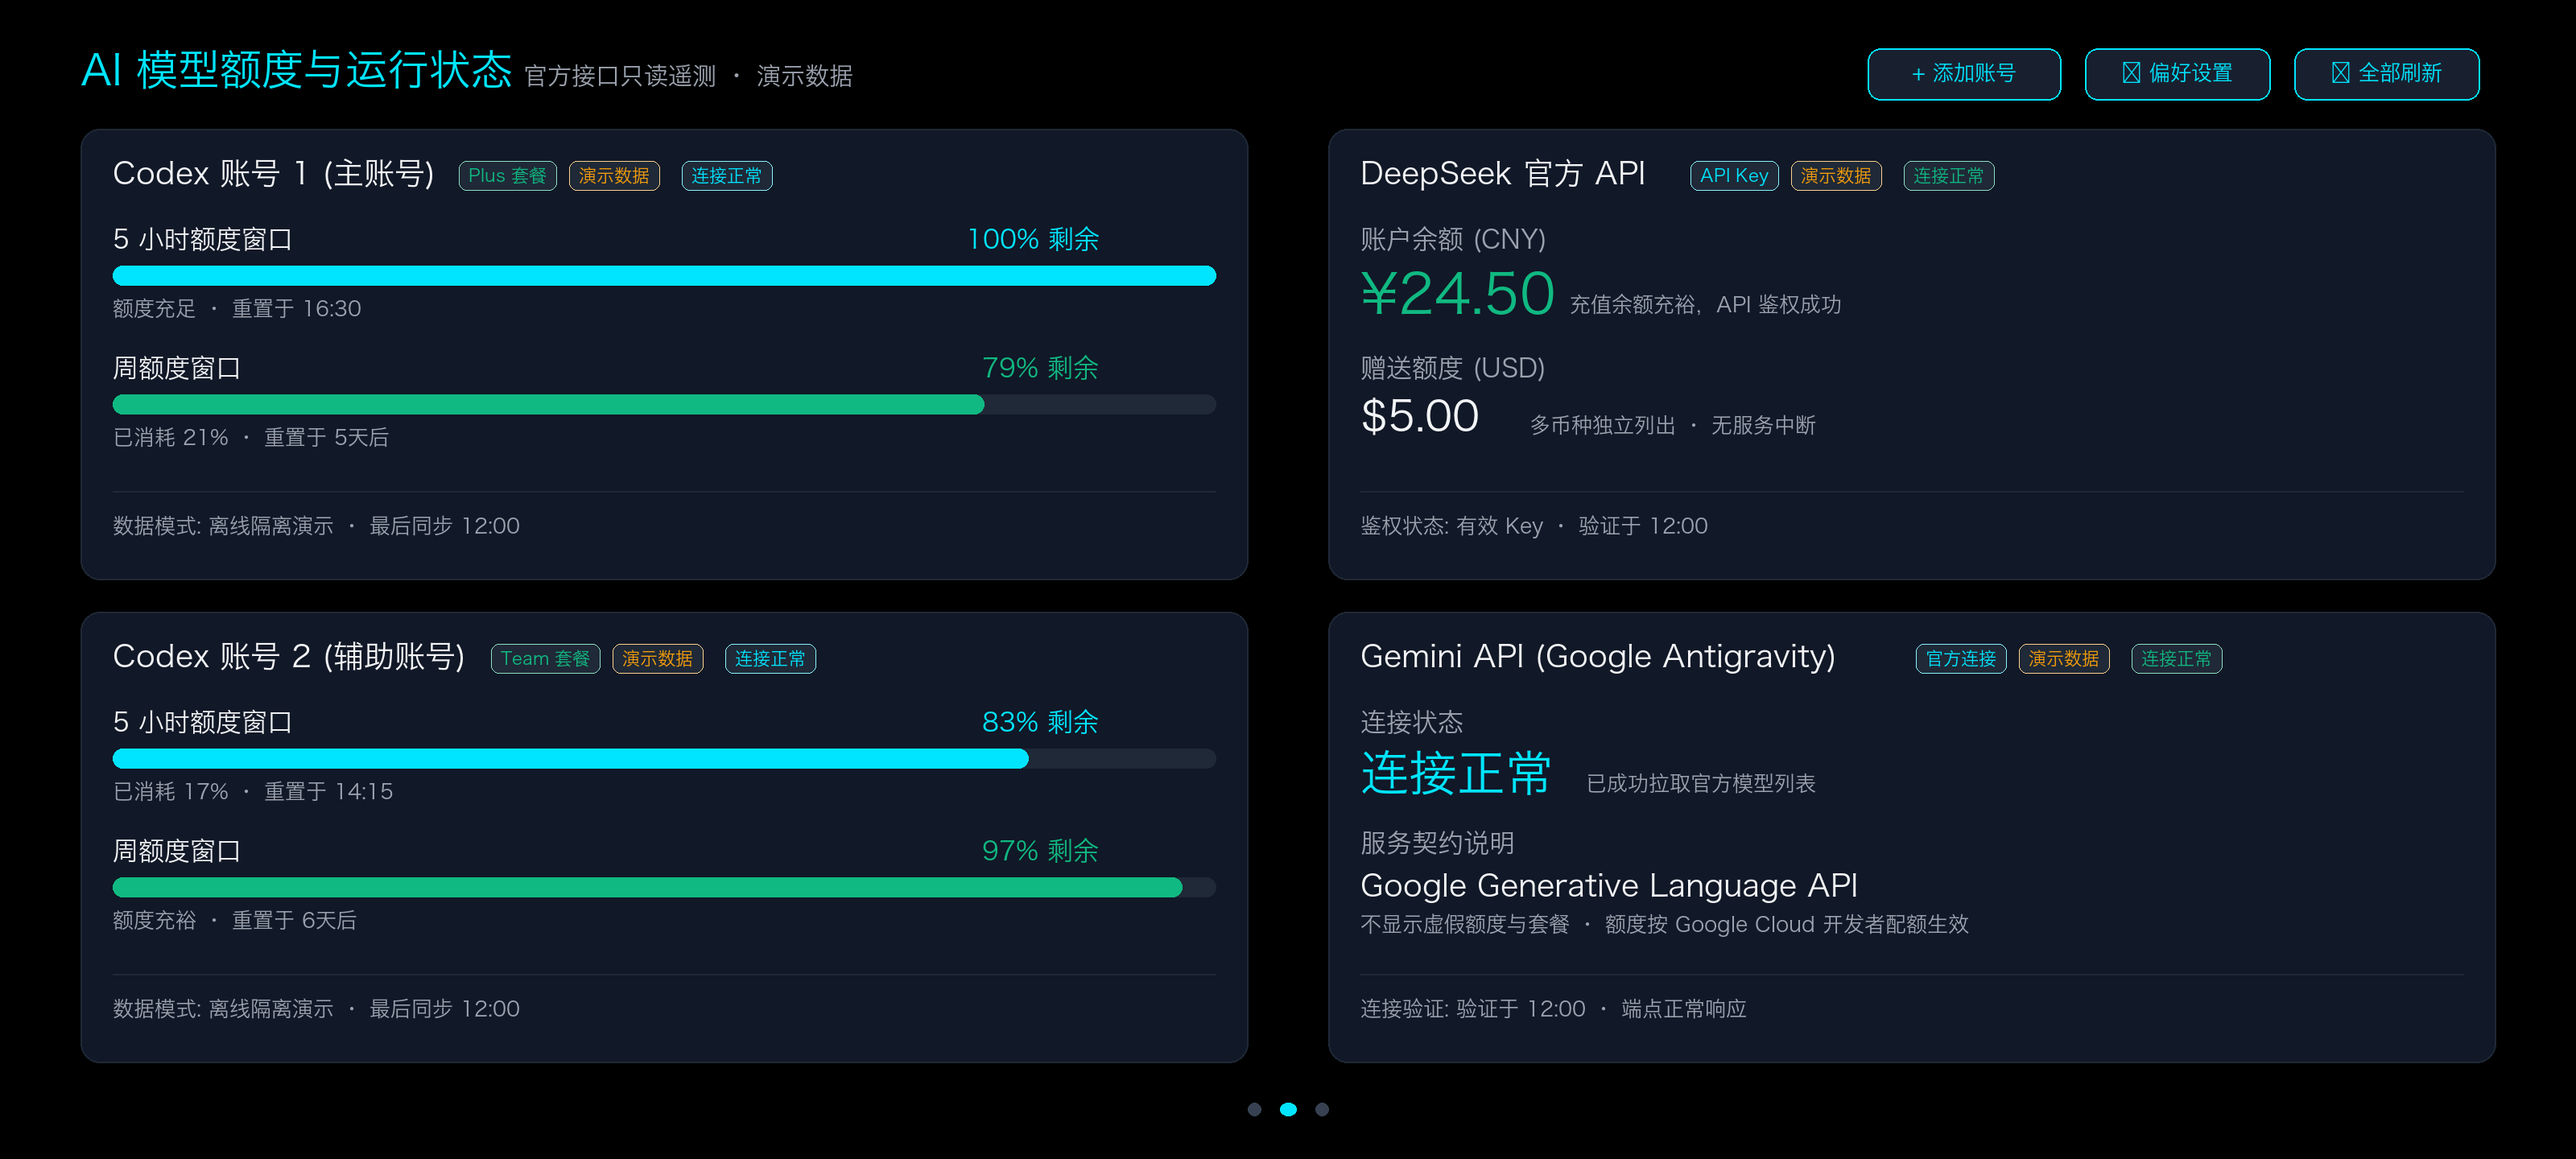 AI 模型额度与运行状态 官方接口只读遥测 · 演示数据
+ 添加账号
偏好设置
全部刷新
Codex 账号 1 (主账号) Plus 套餐 演示数据 连接正常
5 小时额度窗口 100% 剩余
额度充足 · 重置于 16:30
周额度窗口 79% 剩余
已消耗 21% · 重置于 5天后
数据模式: 离线隔离演示 · 最后同步 12:00
DeepSeek 官方 API API Key 演示数据 连接正常
账户余额 (CNY)
¥24.50 充值余额充裕, API 鉴权成功
赠送额度 (USD)
$5.00 多币种独立列出 · 无服务中断
鉴权状态: 有效 Key · 验证于 12:00
Codex 账号 2 (辅助账号) Team 套餐 演示数据 连接正常
5 小时额度窗口 83% 剩余
已消耗 17% · 重置于 14:15
周额度窗口 97% 剩余
额度充裕 · 重置于 6天后
数据模式: 离线隔离演示 · 最后同步 12:00
Gemini API (Google Antigravity) 官方连接 演示数据 连接正常
连接状态
连接正常 已成功拉取官方模型列表
服务契约说明
Google Generative Language API
不显示虚假额度与套餐 · 额度按 Google Cloud 开发者配额生效
连接验证: 验证于 12:00 · 端点正常响应